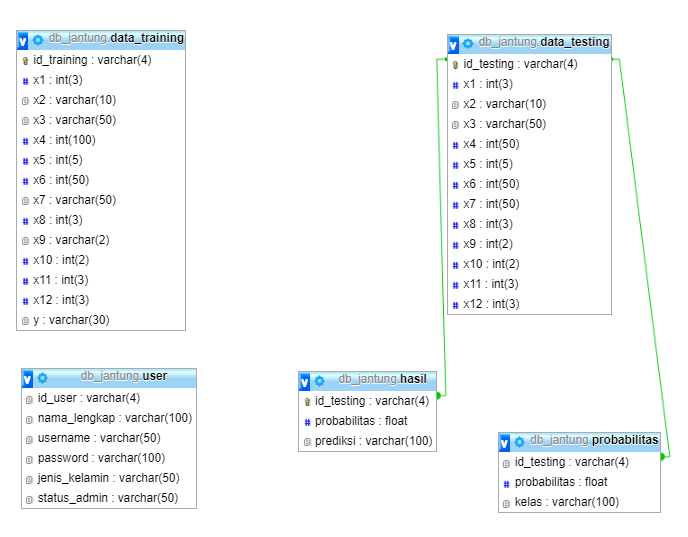 db_jantung.data_training
id_training : varchar(4)
x1 : int(3)
x2 : varchar(10)
x3 : varchar(50)
x4 : int(100)
x5 : int(5)
x6 : int(50)
x7 : varchar(50)
x8 : int(3)
x9 : varchar(2)
x10 : int(2)
x11 : int(3)
x12 : int(3)
y : varchar(30)
db_jantung.data_testing
id_testing : varchar(4)
x1 : int(3)
x2 : varchar(10)
x3 : varchar(50)
x4 : int(50)
x5 : int(5)
x6 : int(50)
x7 : int(50)
x8 : int(3)
x9 : int(2)
x10 : int(2)
x11 : int(3)
x12 : int(3)
db_jantung.user
id_user : varchar(4)
nama_lengkap : varchar(100)
username : varchar(50)
password : varchar(100)
jenis_kelamin : varchar(50)
status_admin : varchar(50)
db_jantung.hasil
id_testing : varchar(4)
probabilitas : float
prediksi : varchar(100)
db_jantung.probabilitas
id_testing : varchar(4)
probabilitas : float
kelas : varchar(100)